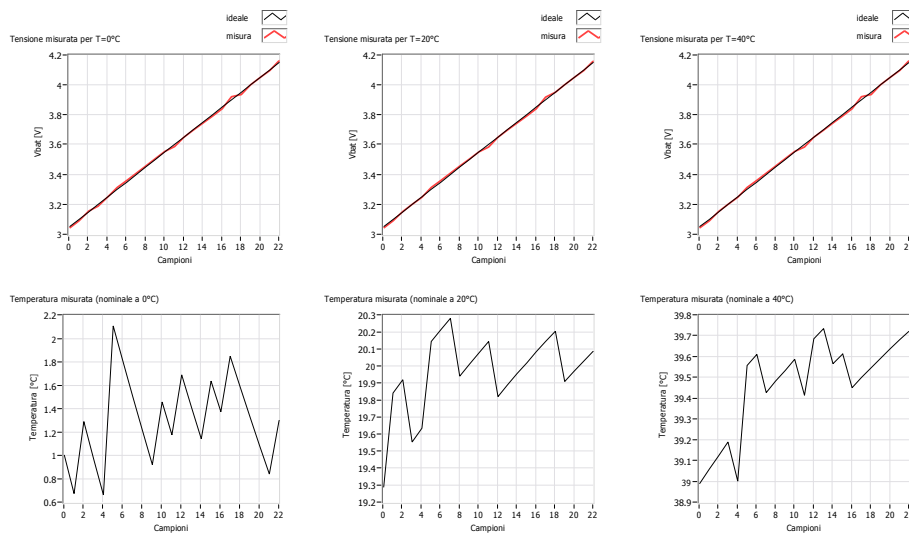 ideale
misura
Tensione misurata per T=0°C
4.2
4
3.8
3.6
3.4
3.2
3
Vbat [V]
0 2 4 6 8 10 12 14 16 18 20 22
Campioni
ideale
misura
Tensione misurata per T=20°C
4.2
4
3.8
3.6
3.4
3.2
3
Vbat [V]
0 2 4 6 8 10 12 14 16 18 20 22
Campioni
ideale
misura
Tensione misurata per T=40°C
4.2
4
3.8
3.6
3.4
3.2
3
Vbat [V]
0 2 4 6 8 10 12 14 16 18 20
Campioni
Temperatura misurata (nominale a 0°C)
2.2
2
1.8
1.6
1.4
1.2
1
0.8
0.6
Temperatura [°C]
0 2 4 6 8 10 12 14 16 18 20 22
Campioni
Temperatura misurata (nominale a 20°C)
20.3
20.2
20.1
20
19.9
19.8
19.7
19.6
19.5
19.4
19.3
19.2
Temperatura [°C]
0 2 4 6 8 10 12 14 16 18 20 22
Campioni
Temperatura misurata (nominale a 40°C)
39.8
39.7
39.6
39.5
39.4
39.3
39.2
39.1
39
38.9
Temperatura [°C]
0 2 4 6 8 10 12 14 16 18 20
Campioni